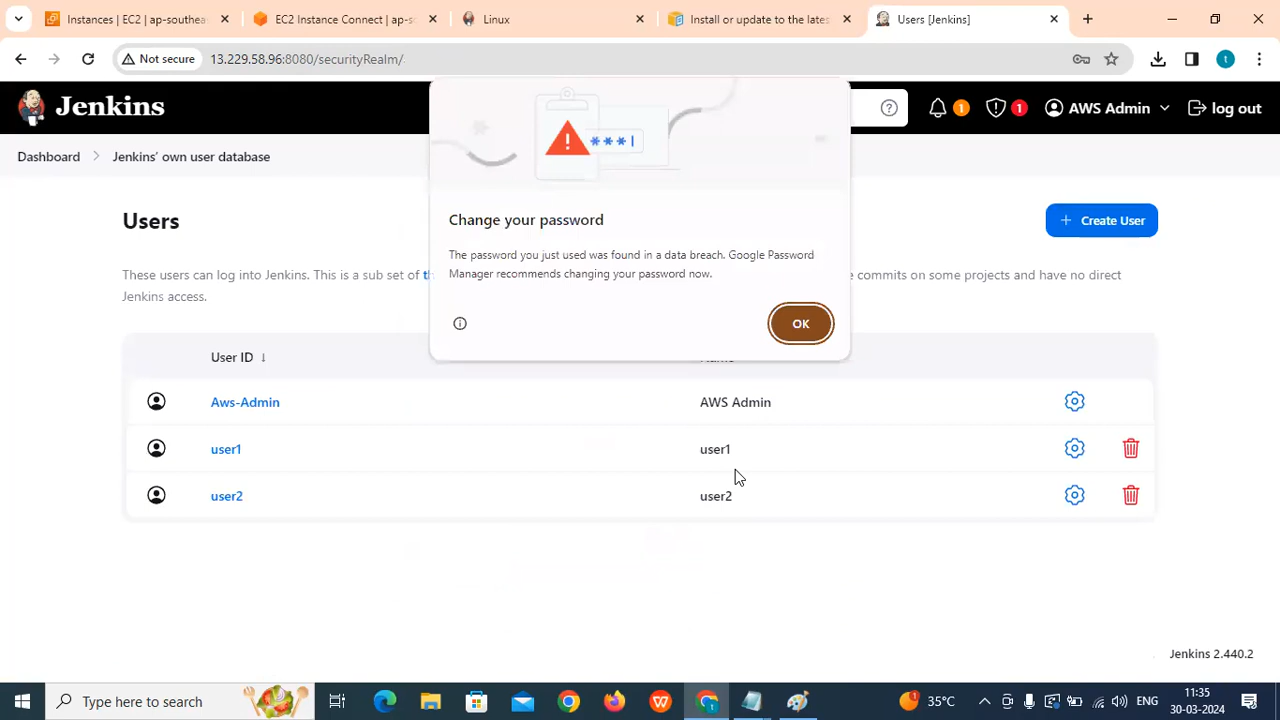 Instances | EC2 | ap-southea
EC2 Instance Connect | ap-s
Linux
Install or update to the lates
Users [Jenkins]
Not secure
13.229.58.96:8080/securityRealm/
t
Jenkins
1
1
AWS Admin
log out
Dashboard
Jenkins' own user database
***|
Change your password
The password you just used was found in a data breach. Google Password
Manager recommends changing your password now.
OK
Users
+ Create User
These users can log into Jenkins. This is a sub set of
commits on some projects and have no direct
Jenkins access.
User ID ↓
Aws-Admin
AWS Admin
user1
user1
user2
user2
Jenkins 2.440.2
Type here to search
35°C
ENG
11:35
30-03-2024